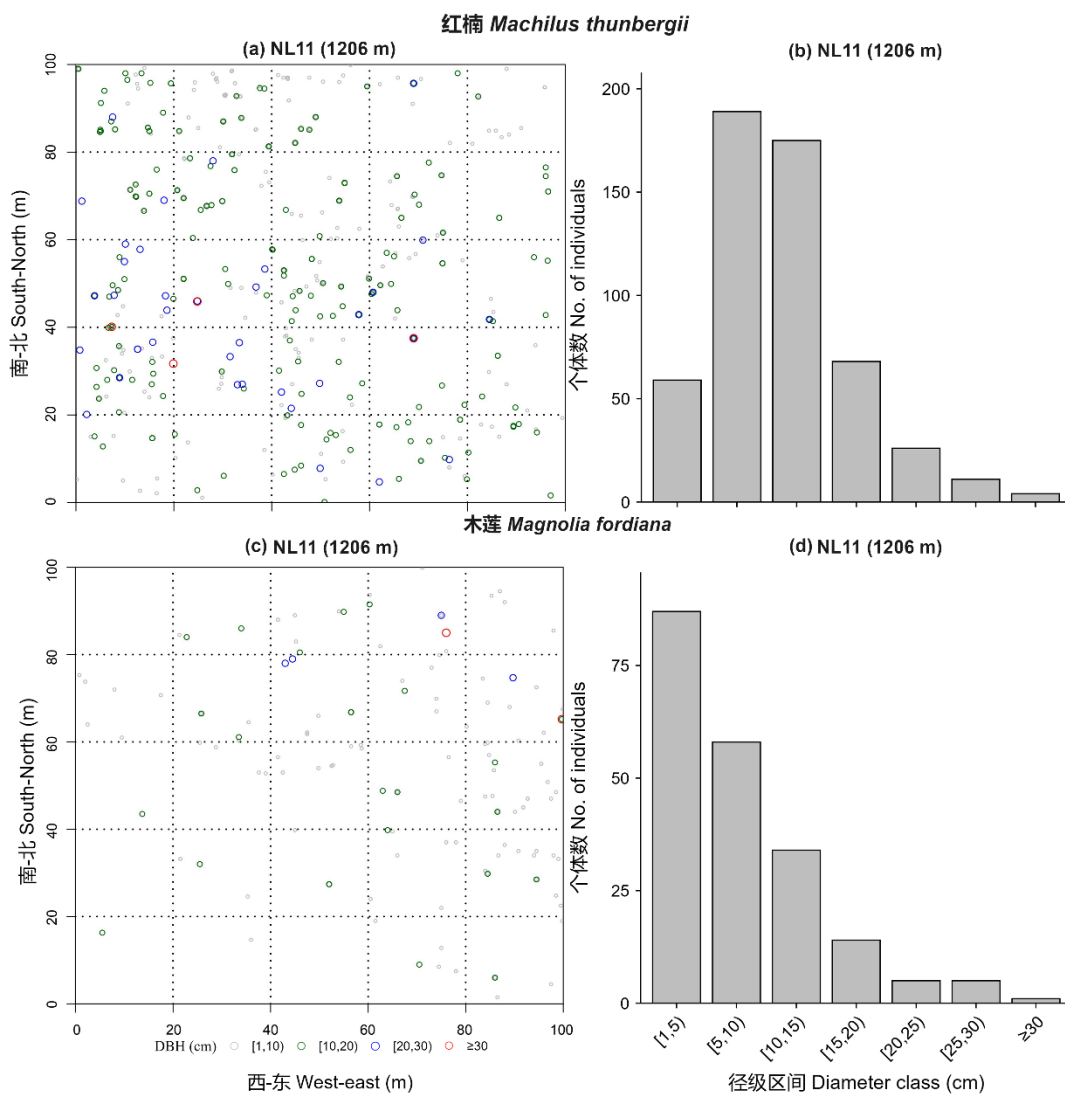 红楠 Machilus thunbergii
(a) NL11 (1206 m)
100
80
60
40
20
0
南-北 South-North (m)
(b) NL11 (1206 m)
200
150
100
50
0
个体数 No. of individuals
木莲 Magnolia fordiana
(c) NL11 (1206 m)
100
80
60
40
20
0
南-北 South-North (m)
0 20 40 60 80 100
DBH (cm) [1,10) [10,20) [20,30) ≥30
西-东 West-east (m)
(d) NL11 (1206 m)
75
50
25
0
个体数 No. of individuals
[1,5) [5,10) [10,15) [15,20) [20,25) [25,30) ≥30
径级区间 Diameter class (cm)